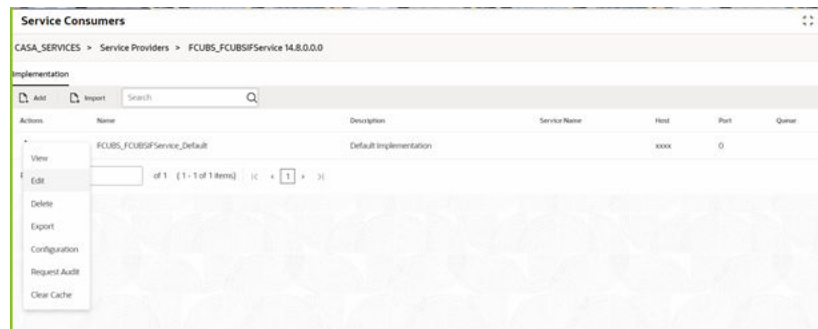 Service Consumers
CASA_SERVICES > Service Providers > FCUBS_FCUBSIFService 14.8.0.0.0
Implementation
Add Import Search
Actions Name Description Service Name Host Port Queue
FCUBS_FCUBSIFService_Default Default Implementation xxxx 0
View
of 1 (1 - 1 of 1 items) 1
Edit
Delete
Export
Configuration
Request Audit
Clear Cache